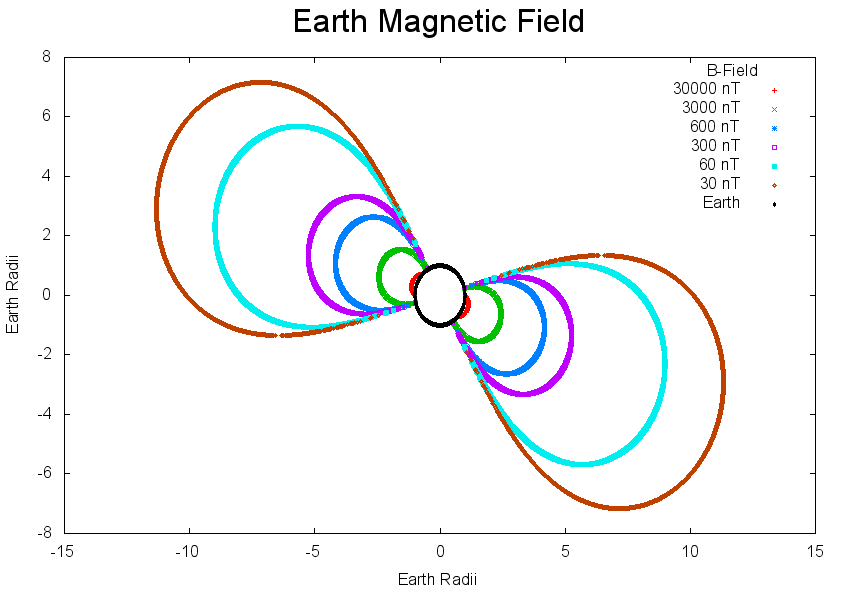 Earth Magnetic Field
B-Field
30000 nT
3000 nT
600 nT
300 nT
60 nT
30 nT
Earth
8
6
4
2
0
-2
-4
-6
-8
Earth Radii
-15
-10
-5
0
5
10
15
Earth Radii